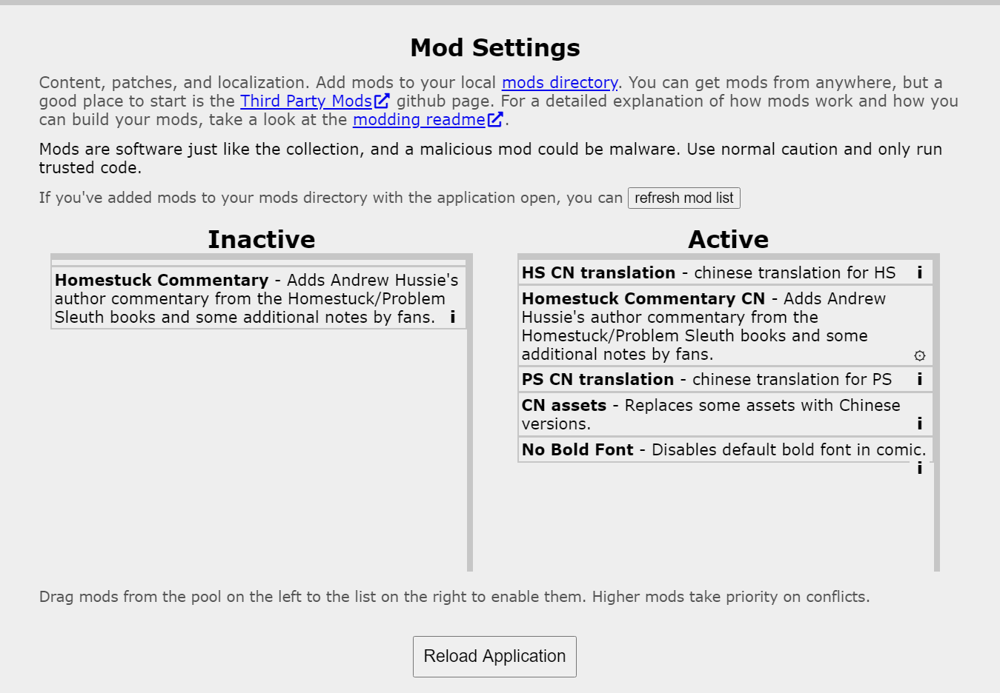 Mod Settings
Content, patches, and localization. Add mods to your local mods directory. You can get mods from anywhere, but a
good place to start is the Third Party Mods github page. For a detailed explanation of how mods work and how you
can build your mods, take a look at the modding readme.
Mods are software just like the collection, and a malicious mod could be malware. Use normal caution and only run
trusted code.
If you've added mods to your mods directory with the application open, you can refresh mod list
Inactive
Homestuck Commentary - Adds Andrew Hussie's
author commentary from the Homestuck/Problem
Sleuth books and some additional notes by fans. i
Active
HS CN translation - chinese translation for HS i
Homestuck Commentary CN - Adds Andrew
Hussie's author commentary from the
Homestuck/Problem Sleuth books and some
additional notes by fans.
PS CN translation - chinese translation for PS i
CN assets - Replaces some assets with Chinese
versions. i
No Bold Font - Disables default bold font in comic.
i
Drag mods from the pool on the left to the list on the right to enable them. Higher mods take priority on conflicts.
Reload Application